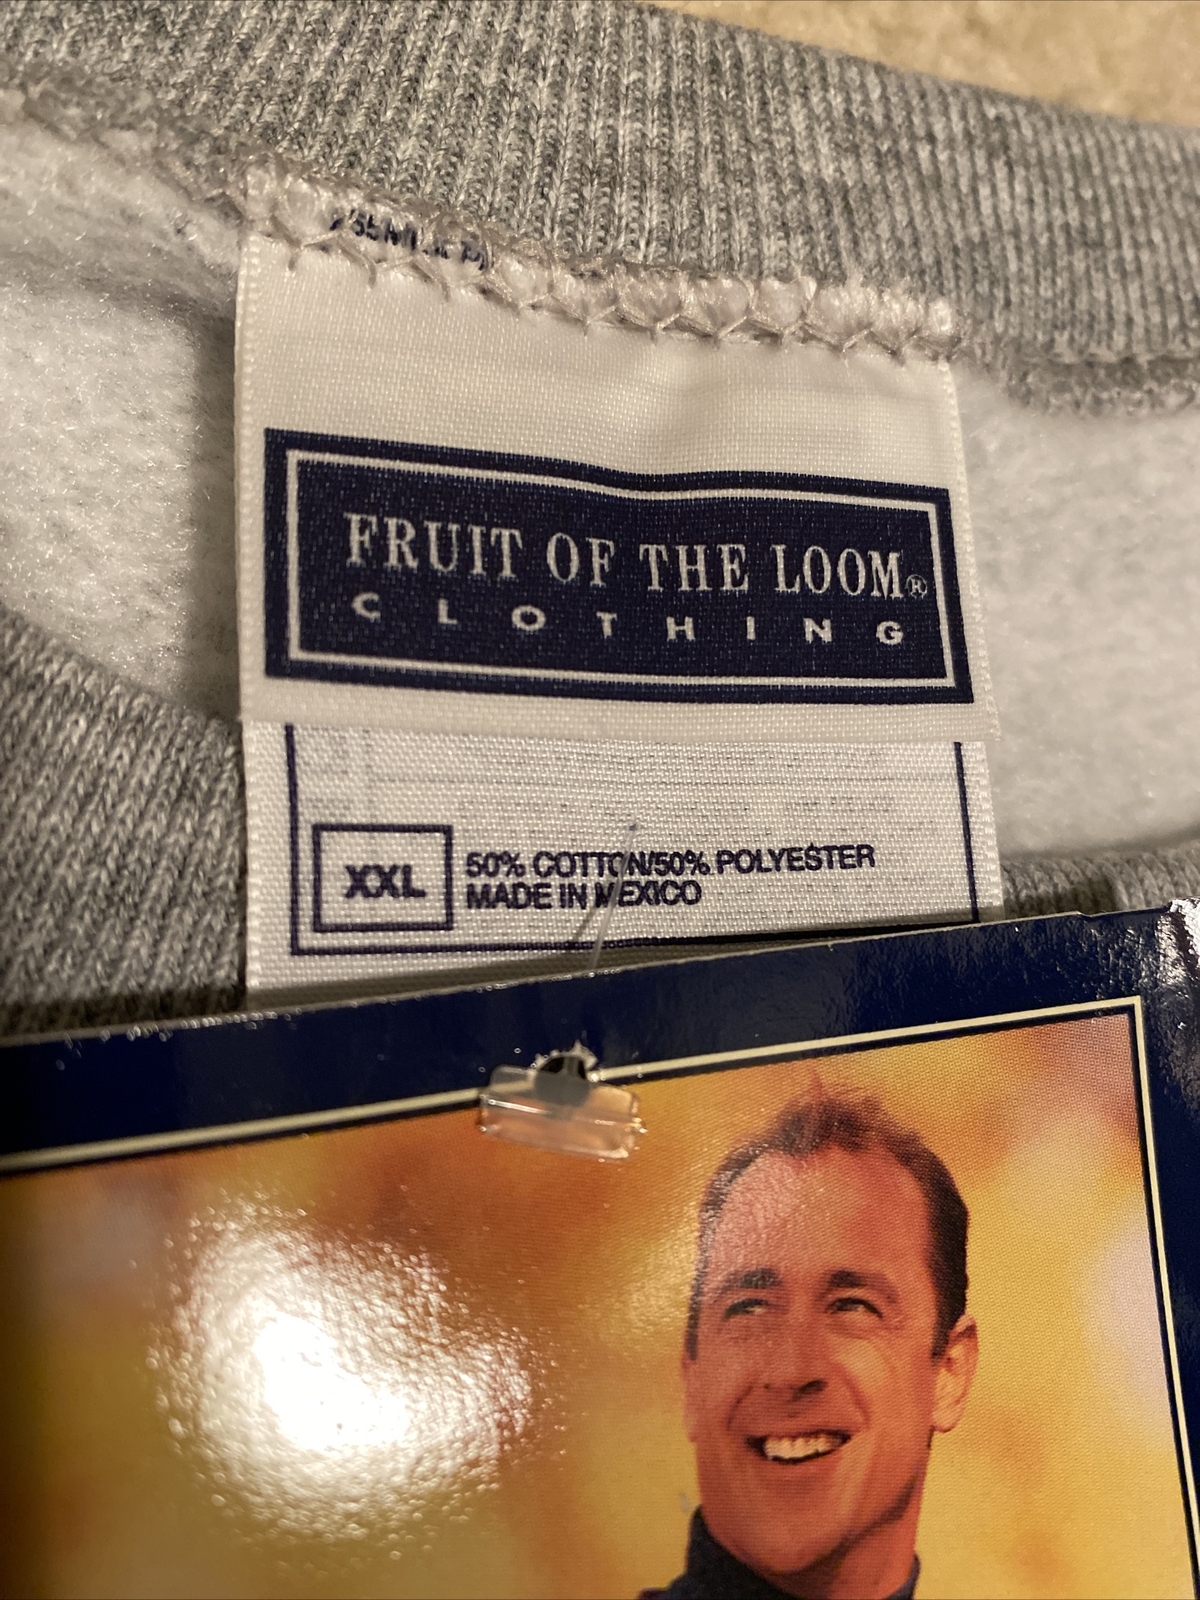 FRUIT OF THE LOOM®
CLOTHING
XXL
50% COTTON/50% POLYESTER
MADE IN MEXICO